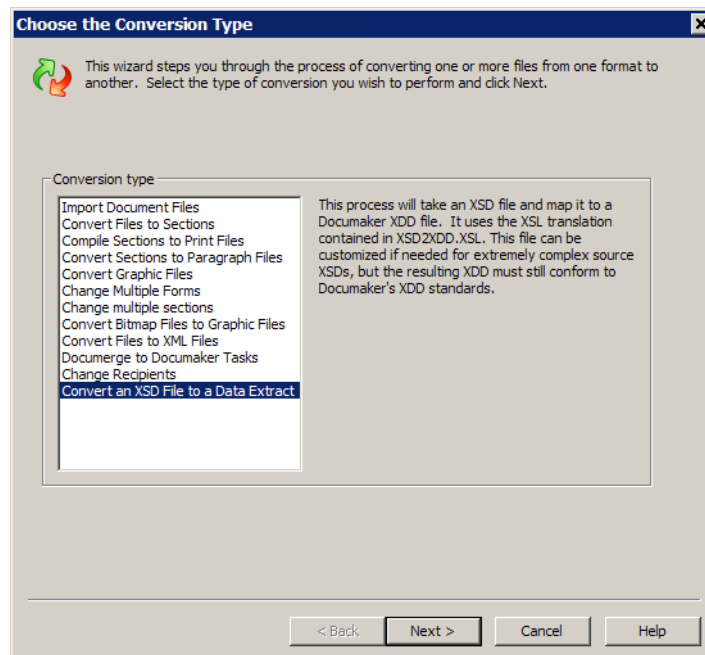 Choose the Conversion Type
This wizard steps you through the process of converting one or more files from one format to
another. Select the type of conversion you wish to perform and click Next.
Conversion type
Import Document Files
Convert Files to Sections
Compile Sections to Print Files
Convert Sections to Paragraph Files
Convert Graphic Files
Change Multiple Forms
Change multiple sections
Convert Bitmap Files to Graphic Files
Convert Files to XML Files
Documerge to Documaker Tasks
Change Recipients
Convert an XSD File to a Data Extract
This process will take an XSD file and map it to a
Documaker XDD file. It uses the XSL translation
contained in XSD2XDD.XSL. This file can be
customized if needed for extremely complex source
XSDs, but the resulting XDD must still conform to
Documaker's XDD standards.
< Back
Next >
Cancel
Help